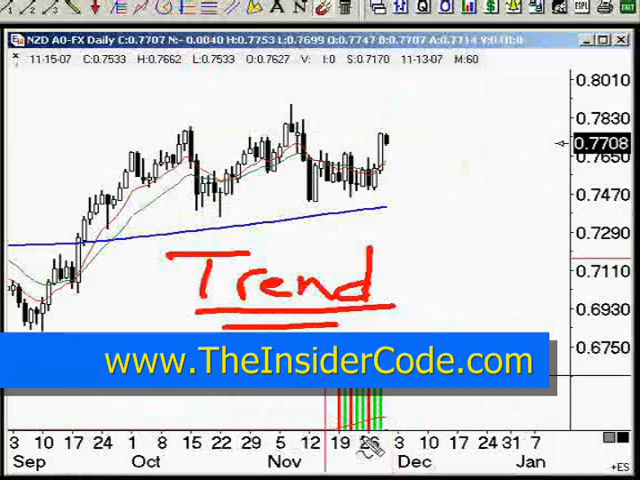 NZD A0-FX Daily C:0.7707 N:- 0.0040 H:0.7753 L:0.7699 O:0.7747 B:0.7707 A:0.7714 V:0.0:0
11-15-07 C:0.7533 H:0.7662 L:0.7533 O:0.7627 V: I:0 S:0.7170 11-13-07 M:60
0.8010
0.7830
0.7708
0.7650
0.7470
0.7290
0.7110
0.6930
0.6750
Trend
www.TheInsiderCode.com
3 10 17 24 1 8 15 22 29 5 12 19 26 3 10 17 24 31 7
Sep Oct Nov Dec Jan
+ES